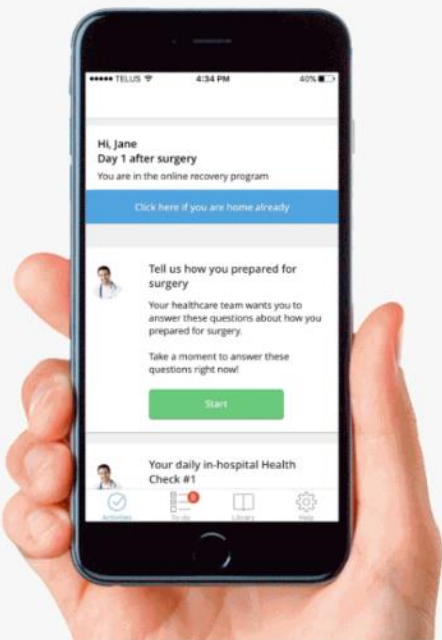 ●●●●● TELUS 4:34 PM 40%
Hi, Jane
Day 1 after surgery
You are in the online recovery program
Click here if you are home already
Tell us how you prepared for
surgery
Your healthcare team wants you to
answer these questions about how you
prepared for surgery.
Take a moment to answer these
questions right now!
Start
Your daily in-hospital Health
Check #1
Activities To do Library Help